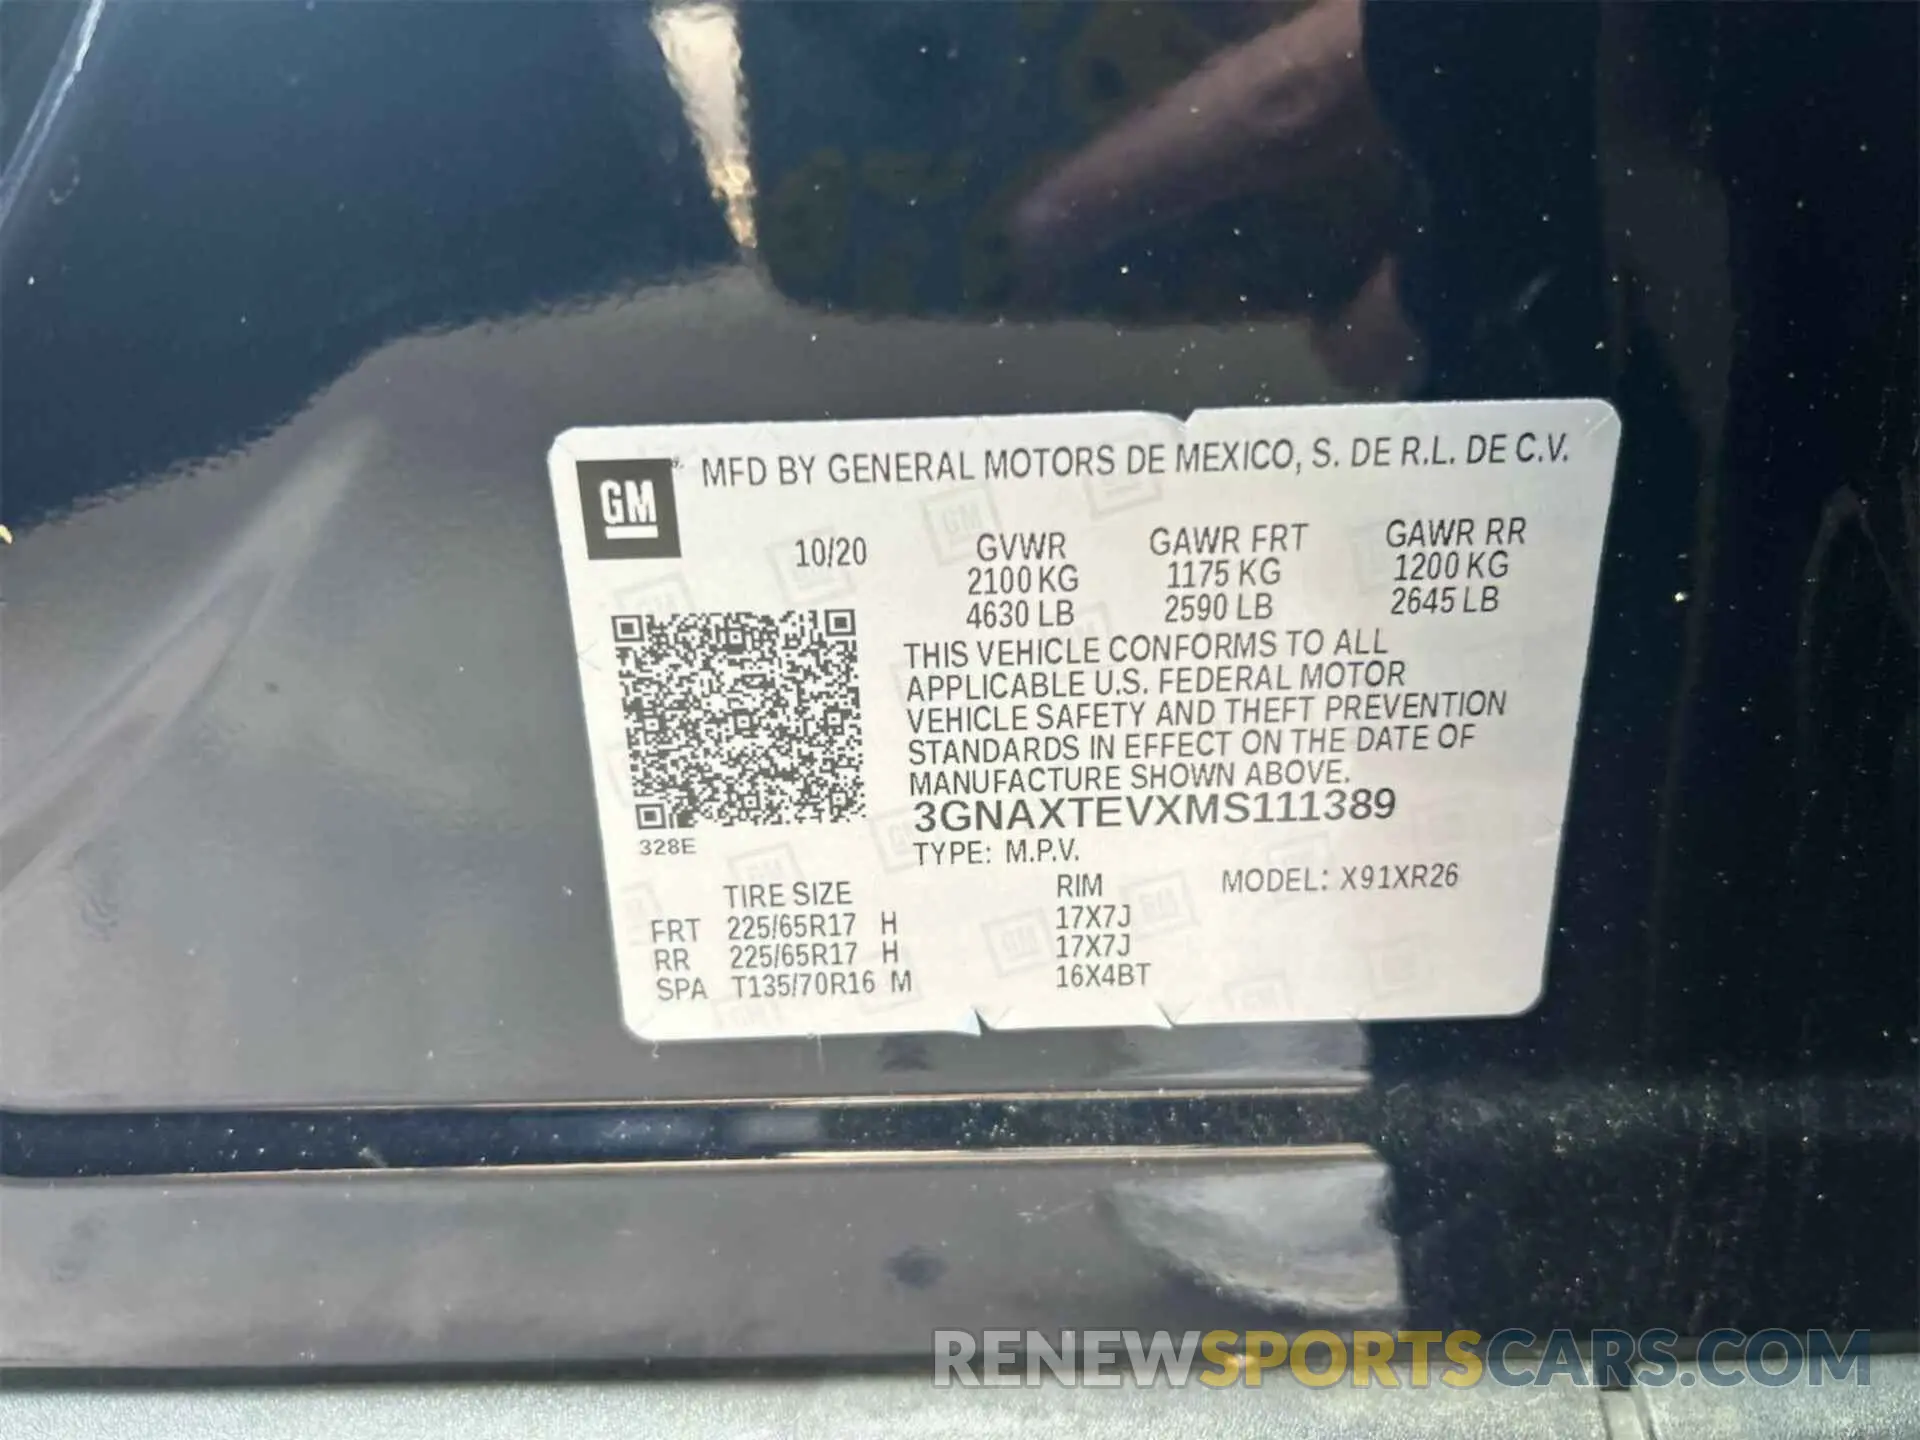 GM
MFD BY GENERAL MOTORS DE MEXICO, S. DE R.L. DE C.V.
10/20 GVWR GAWR FRT GAWR RR
2100 KG 1175 KG 1200 KG
4630 LB 2590 LB 2645 LB
THIS VEHICLE CONFORMS TO ALL
APPLICABLE U.S. FEDERAL MOTOR
VEHICLE SAFETY AND THEFT PREVENTION
STANDARDS IN EFFECT ON THE DATE OF
MANUFACTURE SHOWN ABOVE.
3GNAXTEVXMS111389
328E
TYPE: M.P.V.
TIRE SIZE RIM MODEL: X91XR26
FRT 225/65R17 H 17X7J
RR 225/65R17 H 17X7J
SPA T135/70R16 M 16X4BT
RENEWSPORTSCARS.COM